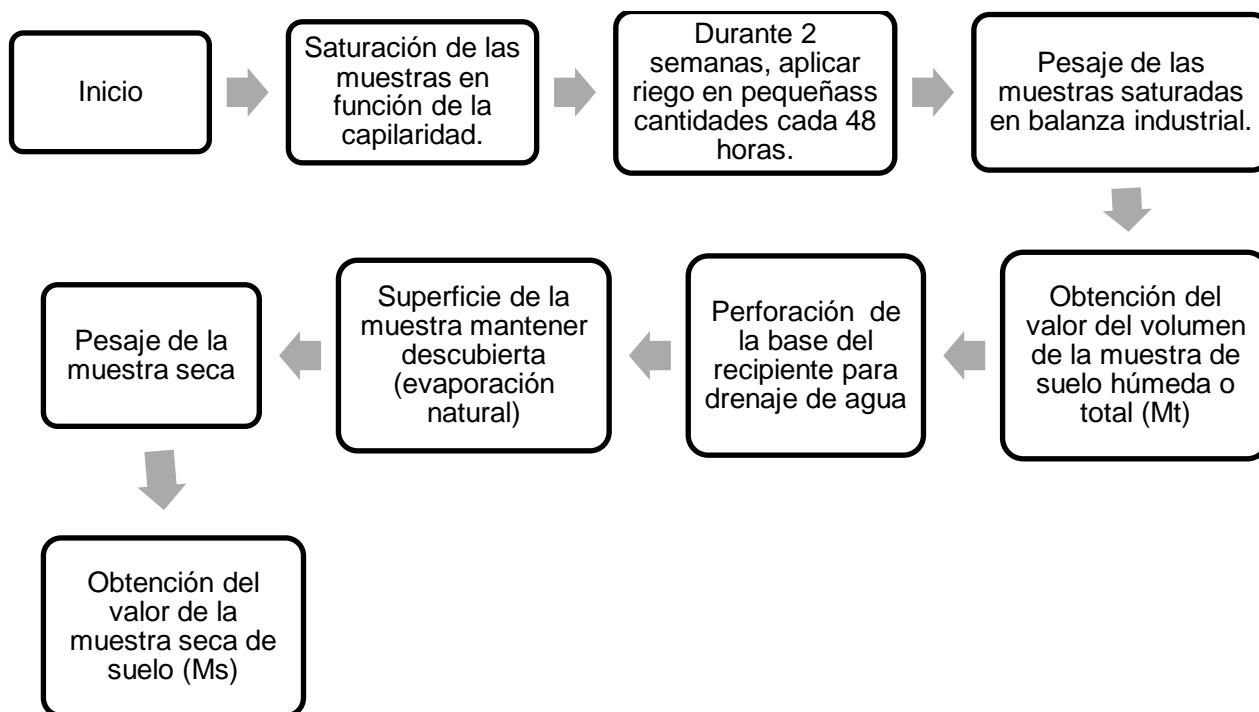 Inicio
Saturación de las
muestras en
función de la
capilaridad.
Durante 2
semanas, aplicar
riego en pequeñass
cantidades cada 48
horas.
Pesaje de las
muestras saturadas
en balanza industrial.
Obtención del
valor del volumen
de la muestra de
suelo húmeda o
total (Mt)
Perforación de
la base del
recipiente para
drenaje de agua
Superficie de la
muestra mantener
descubierta
(evaporación
natural)
Pesaje de la
muestra seca
Obtención del
valor de la
muestra seca de
suelo (Ms)